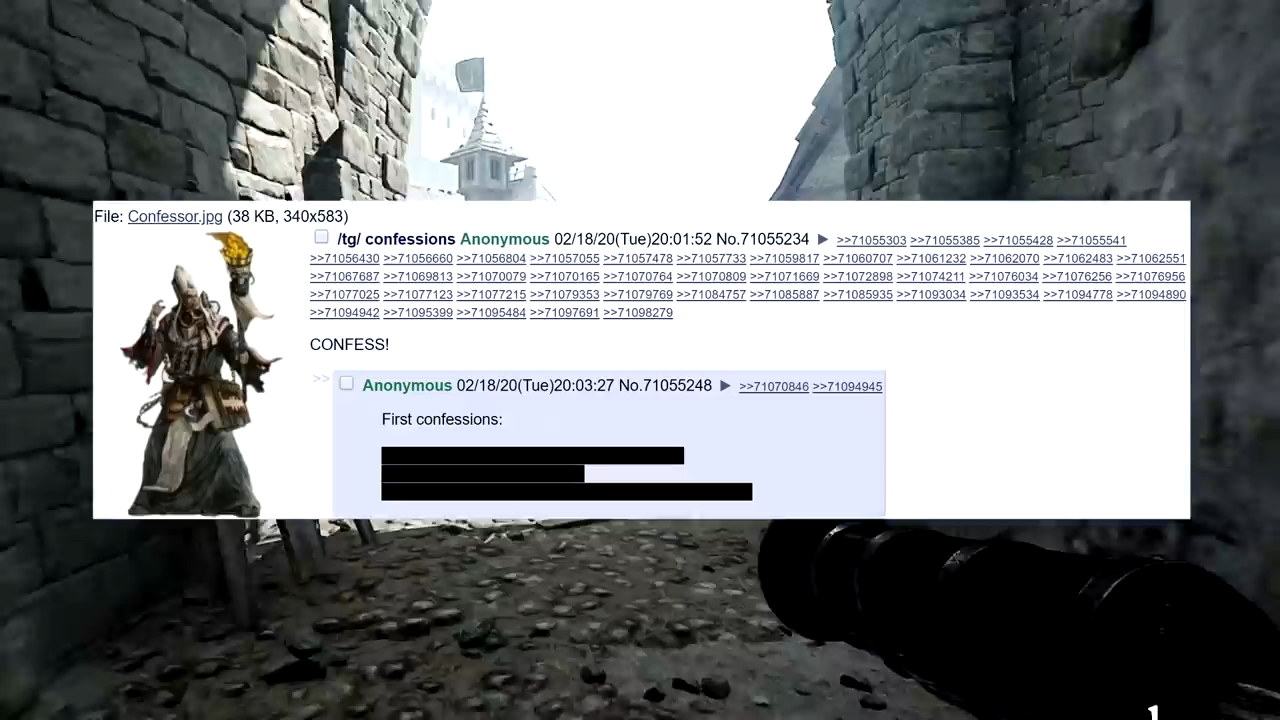 File: Confessor.jpg (38 KB, 340x583)
/tg/ confessions Anonymous 02/18/20(Tue)20:01:52 No.71055234 ▶ >>71055303 >>71055385 >>71055428 >>71055541
>>71056430 >>71056660 >>71056804 >>71057055 >>71057478 >>71057733 >>71059817 >>71060707 >>71061232 >>71062070 >>71062483 >>71062551
>>71067687 >>71069813 >>71070079 >>71070165 >>71070764 >>71070809 >>71071669 >>71072898 >>71074211 >>71076034 >>71076256 >>71076956
>>71077025 >>71077123 >>71077215 >>71079353 >>71079769 >>71084757 >>71085887 >>71085935 >>71093034 >>71093534 >>71094778 >>71094890
>>71094942 >>71095399 >>71095484 >>71097691 >>71098279
CONFESS!
>> Anonymous 02/18/20(Tue)20:03:27 No.71055248 ▶ >>71070846 >>71094945
First confessions: